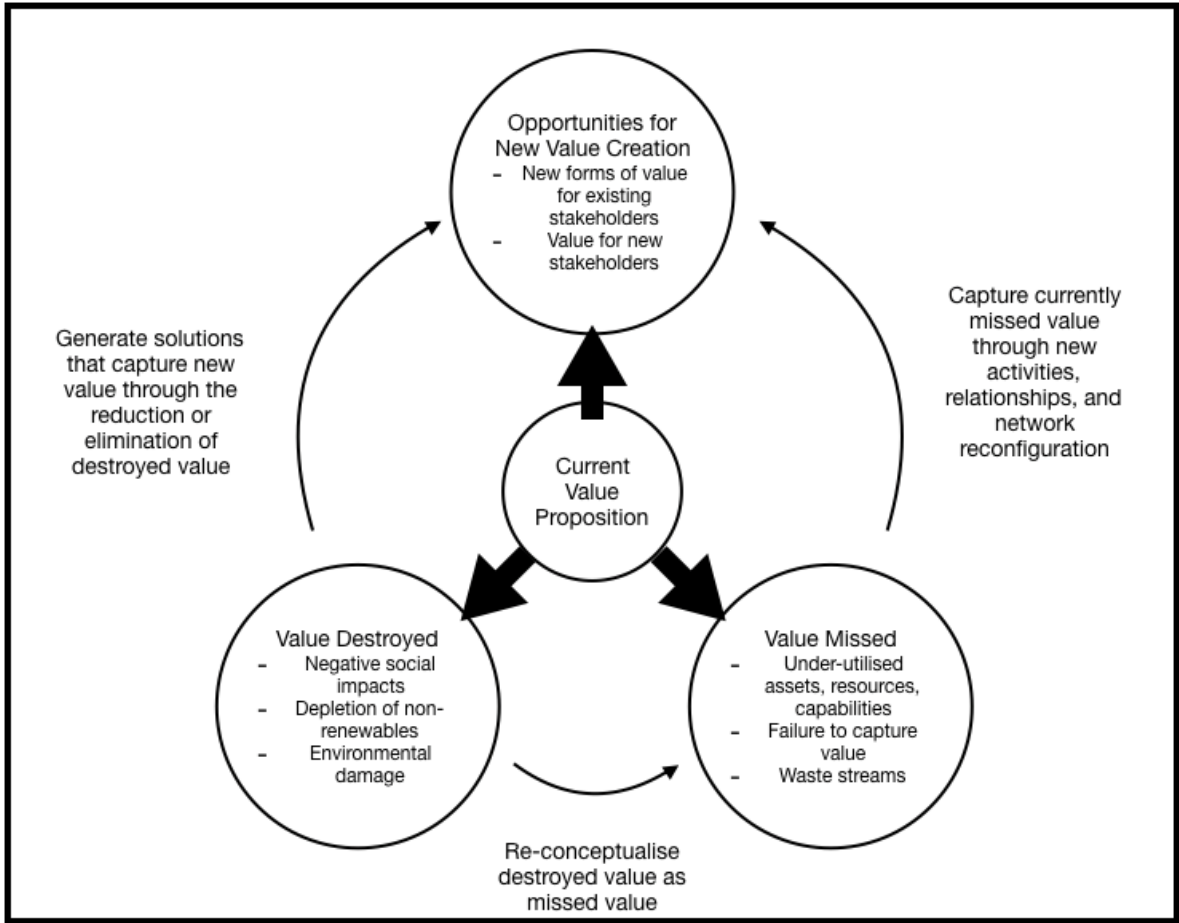 Opportunities for
New Value Creation
- New forms of value
for existing
stakeholders
- Value for new
stakeholders
Generate solutions
that capture new
value through the
reduction or
elimination of
destroyed value
Capture currently
missed value
through new
activities,
relationships, and
network
reconfiguration
Current
Value
Proposition
Value Destroyed
- Negative social
impacts
- Depletion of non-
renewables
- Environmental
damage
Value Missed
- Under-utilised
assets, resources,
capabilities
- Failure to capture
value
- Waste streams
Re-conceptualise
destroyed value as
missed value